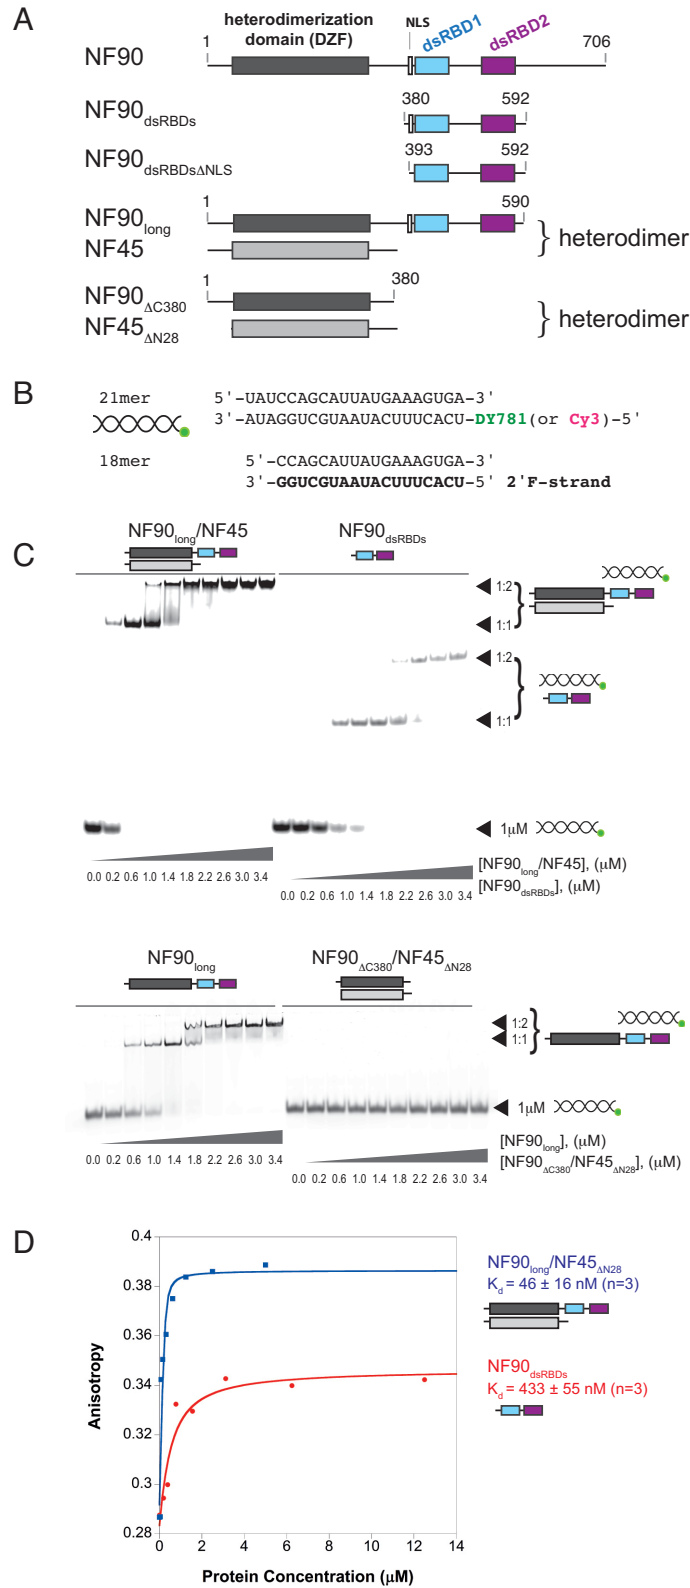 A
heterodimerization
domain (DZF)
NLS
dsRBD1
dsRBD2
1
706
NF90
NF90dsRBDs
380
592
NF90dsRBDsΔNLS
393
592
NF90long
1
590
NF45
} heterodimer
NF90ΔC380
1
380
NF45ΔN28
} heterodimer
B
21mer
5'-UAUCCAGCAUUAUGAAAGUGA-3'
3'-AUAGGUCGUAAUACUUUCACU-DY781(or Cy3)-5'
18mer
5'-CCAGCAUUAUGAAAGUGA-3'
3'-GGUCGUAAUACUUUCACU-5' 2'F-strand
C
NF90long/NF45
NF90dsRBDs
1:2
1:1
1:2
1:1
1μM
0.0 0.2 0.6 1.0 1.4 1.8 2.2 2.6 3.0 3.4
0.0 0.2 0.6 1.0 1.4 1.8 2.2 2.6 3.0 3.4
[NF90long/NF45], (μM)
[NF90dsRBDs], (μM)
NF90long
NF90ΔC380/NF45ΔN28
1:2
1:1
1μM
0.0 0.2 0.6 1.0 1.4 1.8 2.2 2.6 3.0 3.4
0.0 0.2 0.6 1.0 1.4 1.8 2.2 2.6 3.0 3.4
[NF90long], (μM)
[NF90ΔC380/NF45ΔN28], (μM)
D
0.4
0.38
0.36
0.34
0.32
0.3
0.28
Anisotropy
0 2 4 6 8 10 12 14
Protein Concentration (μM)
NF90long/NF45ΔN28
Kd = 46 ± 16 nM (n=3)
NF90dsRBDs
Kd = 433 ± 55 nM (n=3)